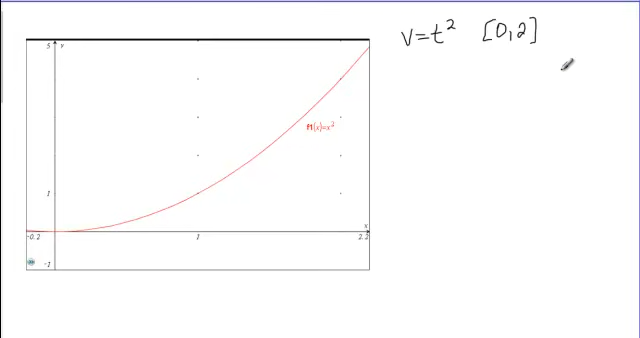 v=t² [0,2]
5 y
f1(x)=x²
1
x
-0.2 1 2.2
-1